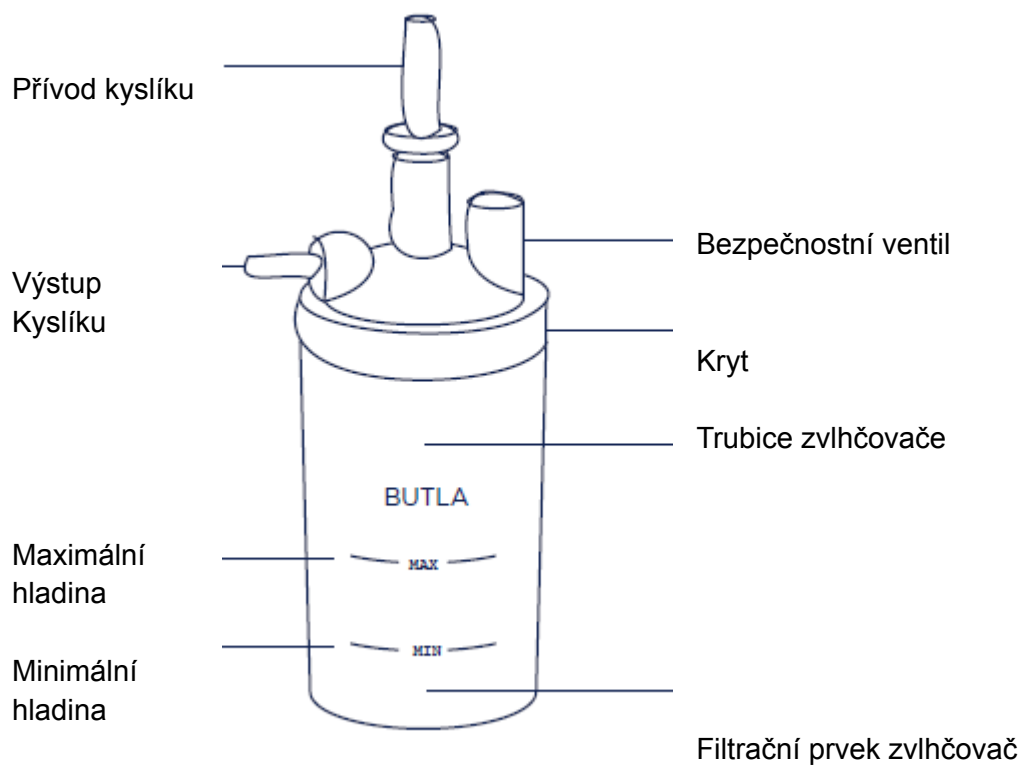 Přívod kyslíku
Bezpečnostní ventil
Výstup
Kyslíku
Kryt
Trubice zvlhčovače
BUTLA
Maximální
hladina
MAX
MIN
Minimální
hladina
Filtrační prvek zvlhčovač